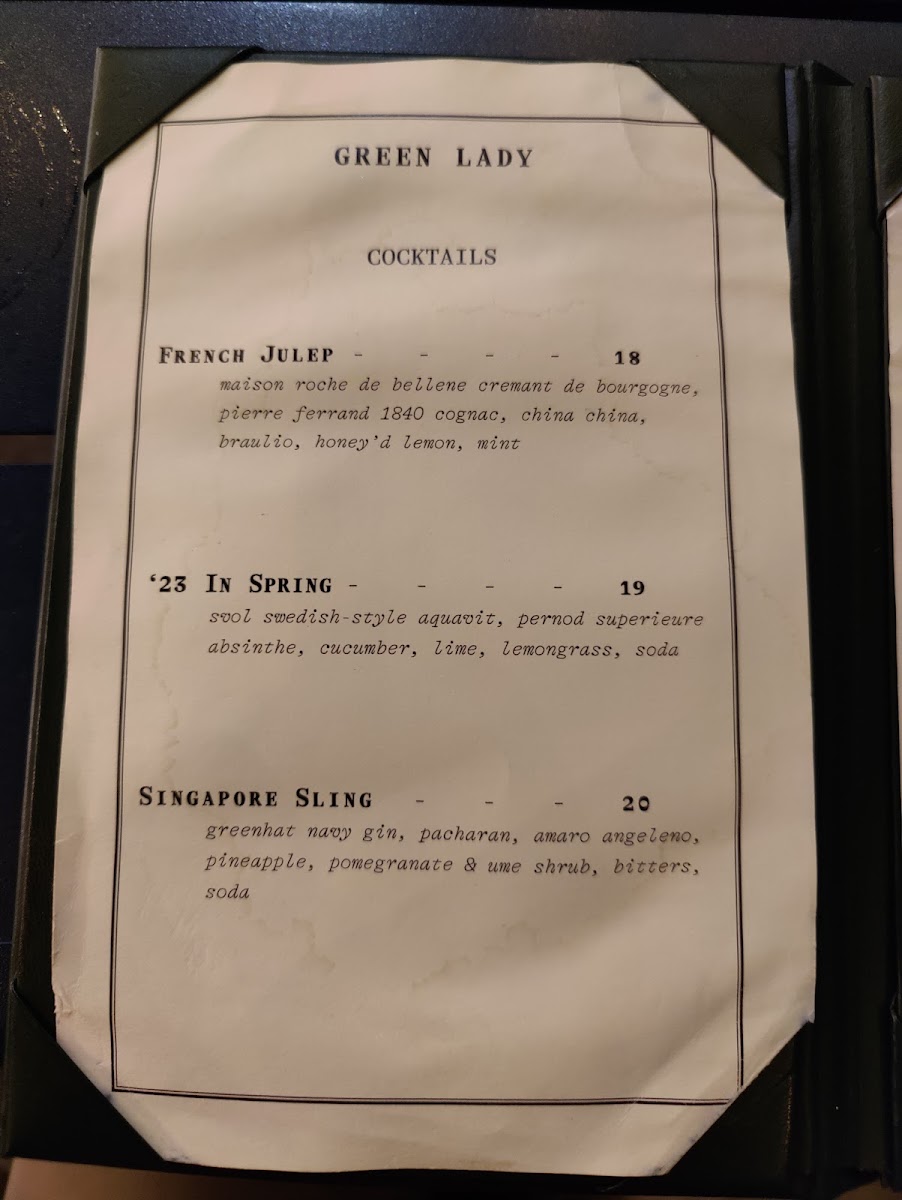 GREEN LADY
COCKTAILS
FRENCH JULEP - - - - 18
maison roche de bellene cremant de bourgogne,
pierre ferrand 1840 cognac, china china,
braulio, honey'd lemon, mint
‘23 IN SPRING - - - - 19
svol swedish-style aquavit, pernod superieure
absinthe, cucumber, lime, lemongrass, soda
SINGAPORE SLING - - - 20
greenhat navy gin, pacharan, amaro angeleno,
pineapple, pomegranate & ume shrub, bitters,
soda